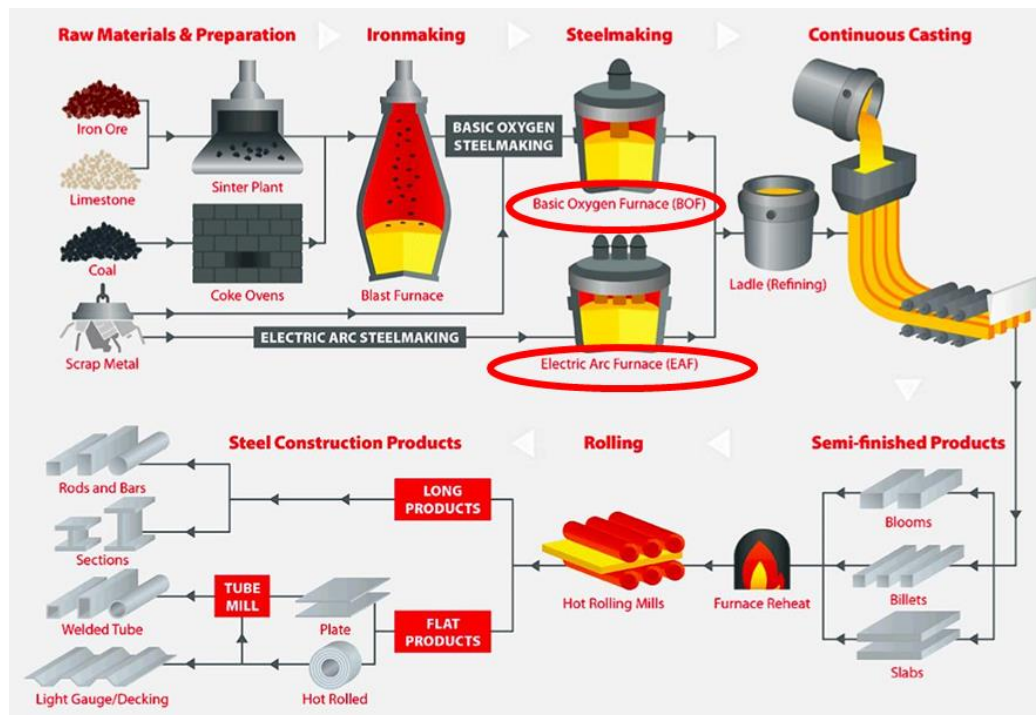 Raw Materials & Preparation
Ironmaking
Steelmaking
Continuous Casting
Iron Ore
Limestone
Sinter Plant
Coal
Coke Ovens
Scrap Metal
Blast Furnace
BASIC OXYGEN
STEELMAKING
ELECTRIC ARC STEELMAKING
Basic Oxygen Furnace (BOF)
Electric Arc Furnace (EAF)
Ladle (Refining)
Steel Construction Products
Rolling
Semi-finished Products
Rods and Bars
Sections
Welded Tube
Light Gauge/Decking
LONG
PRODUCTS
TUBE
MILL
Plate
FLAT
PRODUCTS
Hot Rolled
Hot Rolling Mills
Furnace Reheat
Blooms
Billets
Slabs